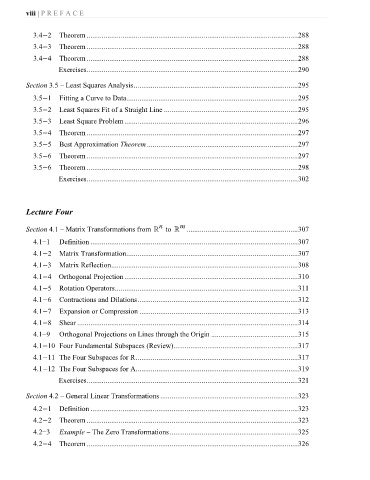 viii | P R E F A C E
3.4−2 Theorem ........................................................................288
3.4−3 Theorem ........................................................................288
3.4−4 Theorem ........................................................................288
Exercises........................................................................290
Section 3.5 – Least Squares Analysis........................................................................295
3.5−1 Fitting a Curve to Data........................................................................295
3.5−2 Least Squares Fit of a Straight Line ........................................................................295
3.5−3 Least Square Problem ........................................................................296
3.5−4 Theorem ........................................................................297
3.5−5 Best Approximation Theorem ........................................................................297
3.5−6 Theorem ........................................................................297
3.5−6 Theorem ........................................................................298
Exercises........................................................................302
Lecture Four
Section 4.1 – Matrix Transformations from ℝⁿ to ℝᵐ ........................................................................307
4.1−1 Definition ........................................................................307
4.1−2 Matrix Transformation........................................................................307
4.1−3 Matrix Reflection........................................................................308
4.1−4 Orthogonal Projection ........................................................................310
4.1−5 Rotation Operators........................................................................311
4.1−6 Contractions and Dilations........................................................................312
4.1−7 Expansion or Compression ........................................................................313
4.1−8 Shear ........................................................................314
4.1−9 Orthogonal Projections on Lines through the Origin ........................................................................315
4.1−10 Four Fundamental Subspaces (Review)........................................................................317
4.1−11 The Four Subspaces for R........................................................................317
4.1−12 The Four Subspaces for A........................................................................319
Exercises........................................................................321
Section 4.2 – General Linear Transformations ........................................................................323
4.2−1 Definition ........................................................................323
4.2−2 Theorem ........................................................................323
4.2−3 Example – The Zero Transformations........................................................................325
4.2−4 Theorem ........................................................................326